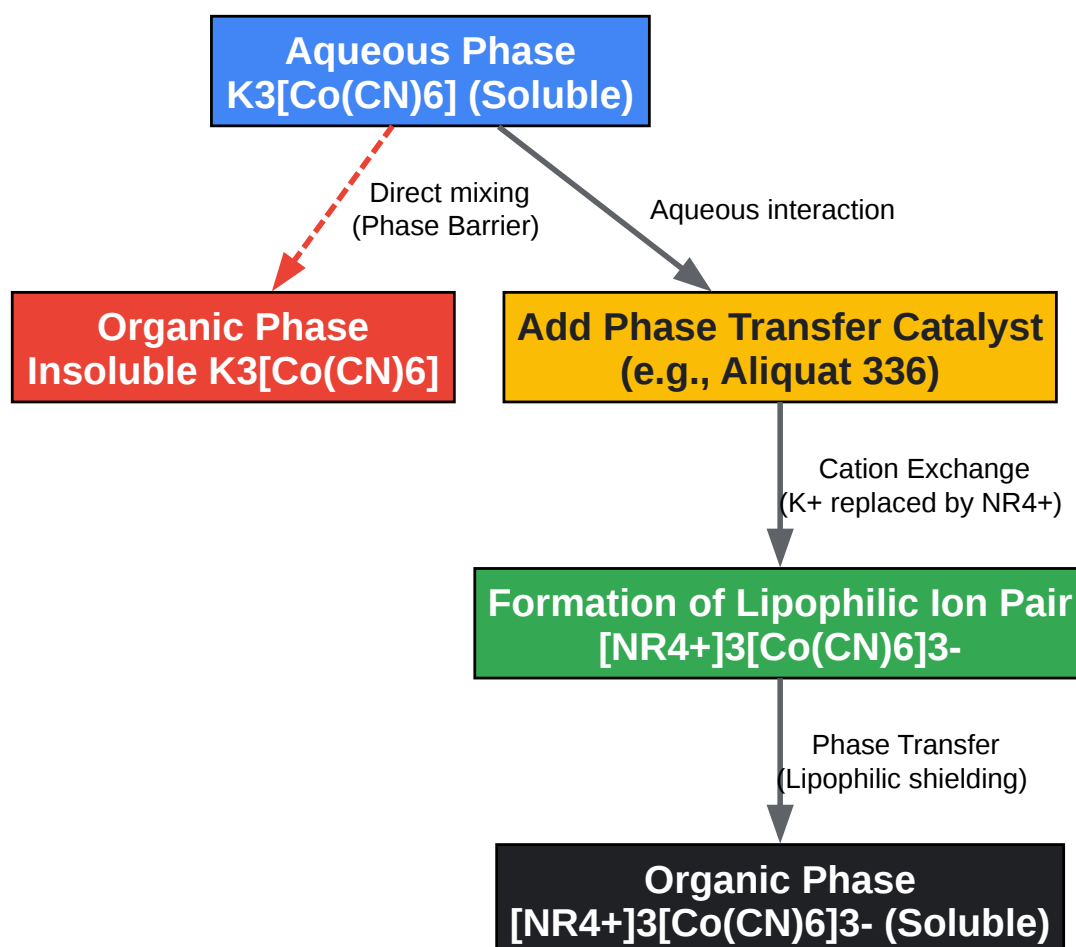 Aqueous Phase
K3[Co(CN)6] (Soluble)
Direct mixing
(Phase Barrier)
Aqueous interaction
Organic Phase
Insoluble K3[Co(CN)6]
Add Phase Transfer Catalyst
(e.g., Aliquat 336)
Cation Exchange
(K+ replaced by NR4+)
Formation of Lipophilic Ion Pair
[NR4+]3[Co(CN)6]3-
Phase Transfer
(Lipophilic shielding)
Organic Phase
[NR4+]3[Co(CN)6]3- (Soluble)